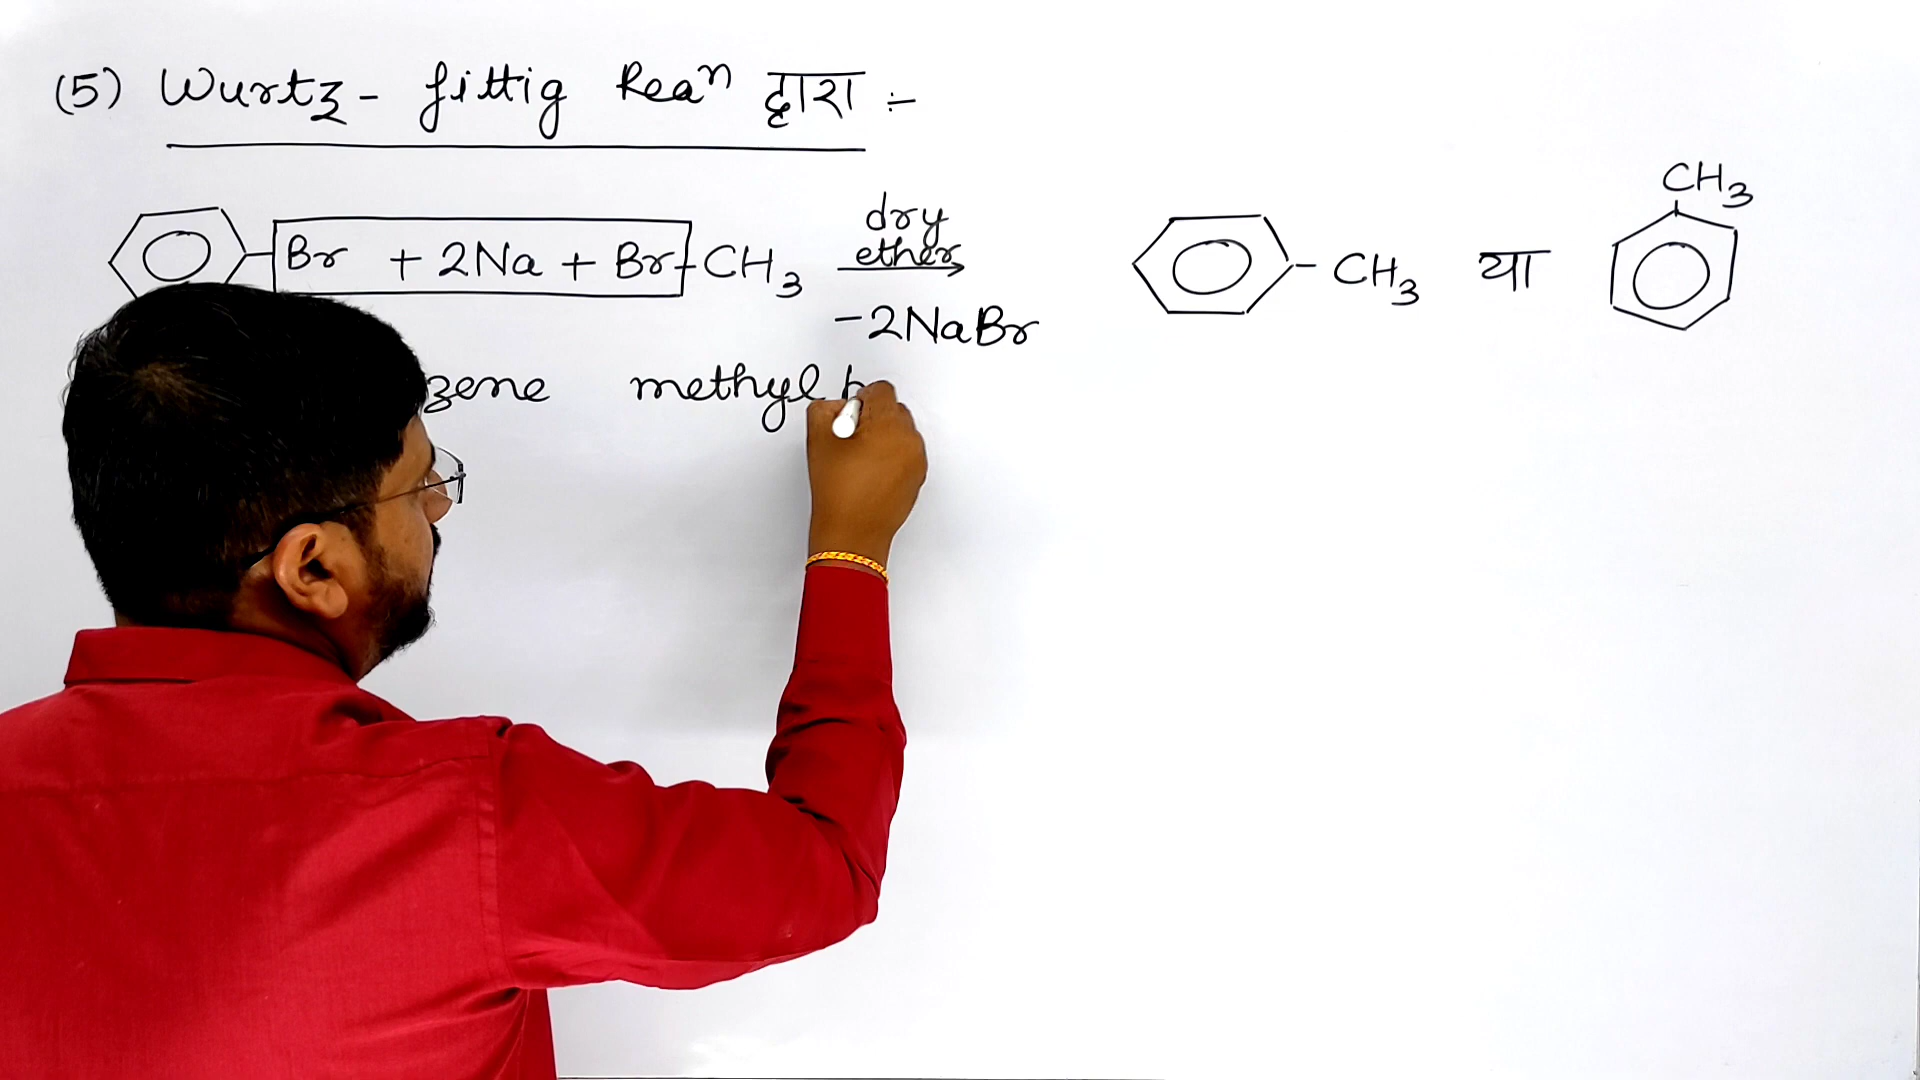 (5) Wurtz - fittig Reaⁿ द्वारा :-
CH₃
Br + 2Na + Br - CH₃ dry ether - CH₃ या
-2NaBr
zene methyl b